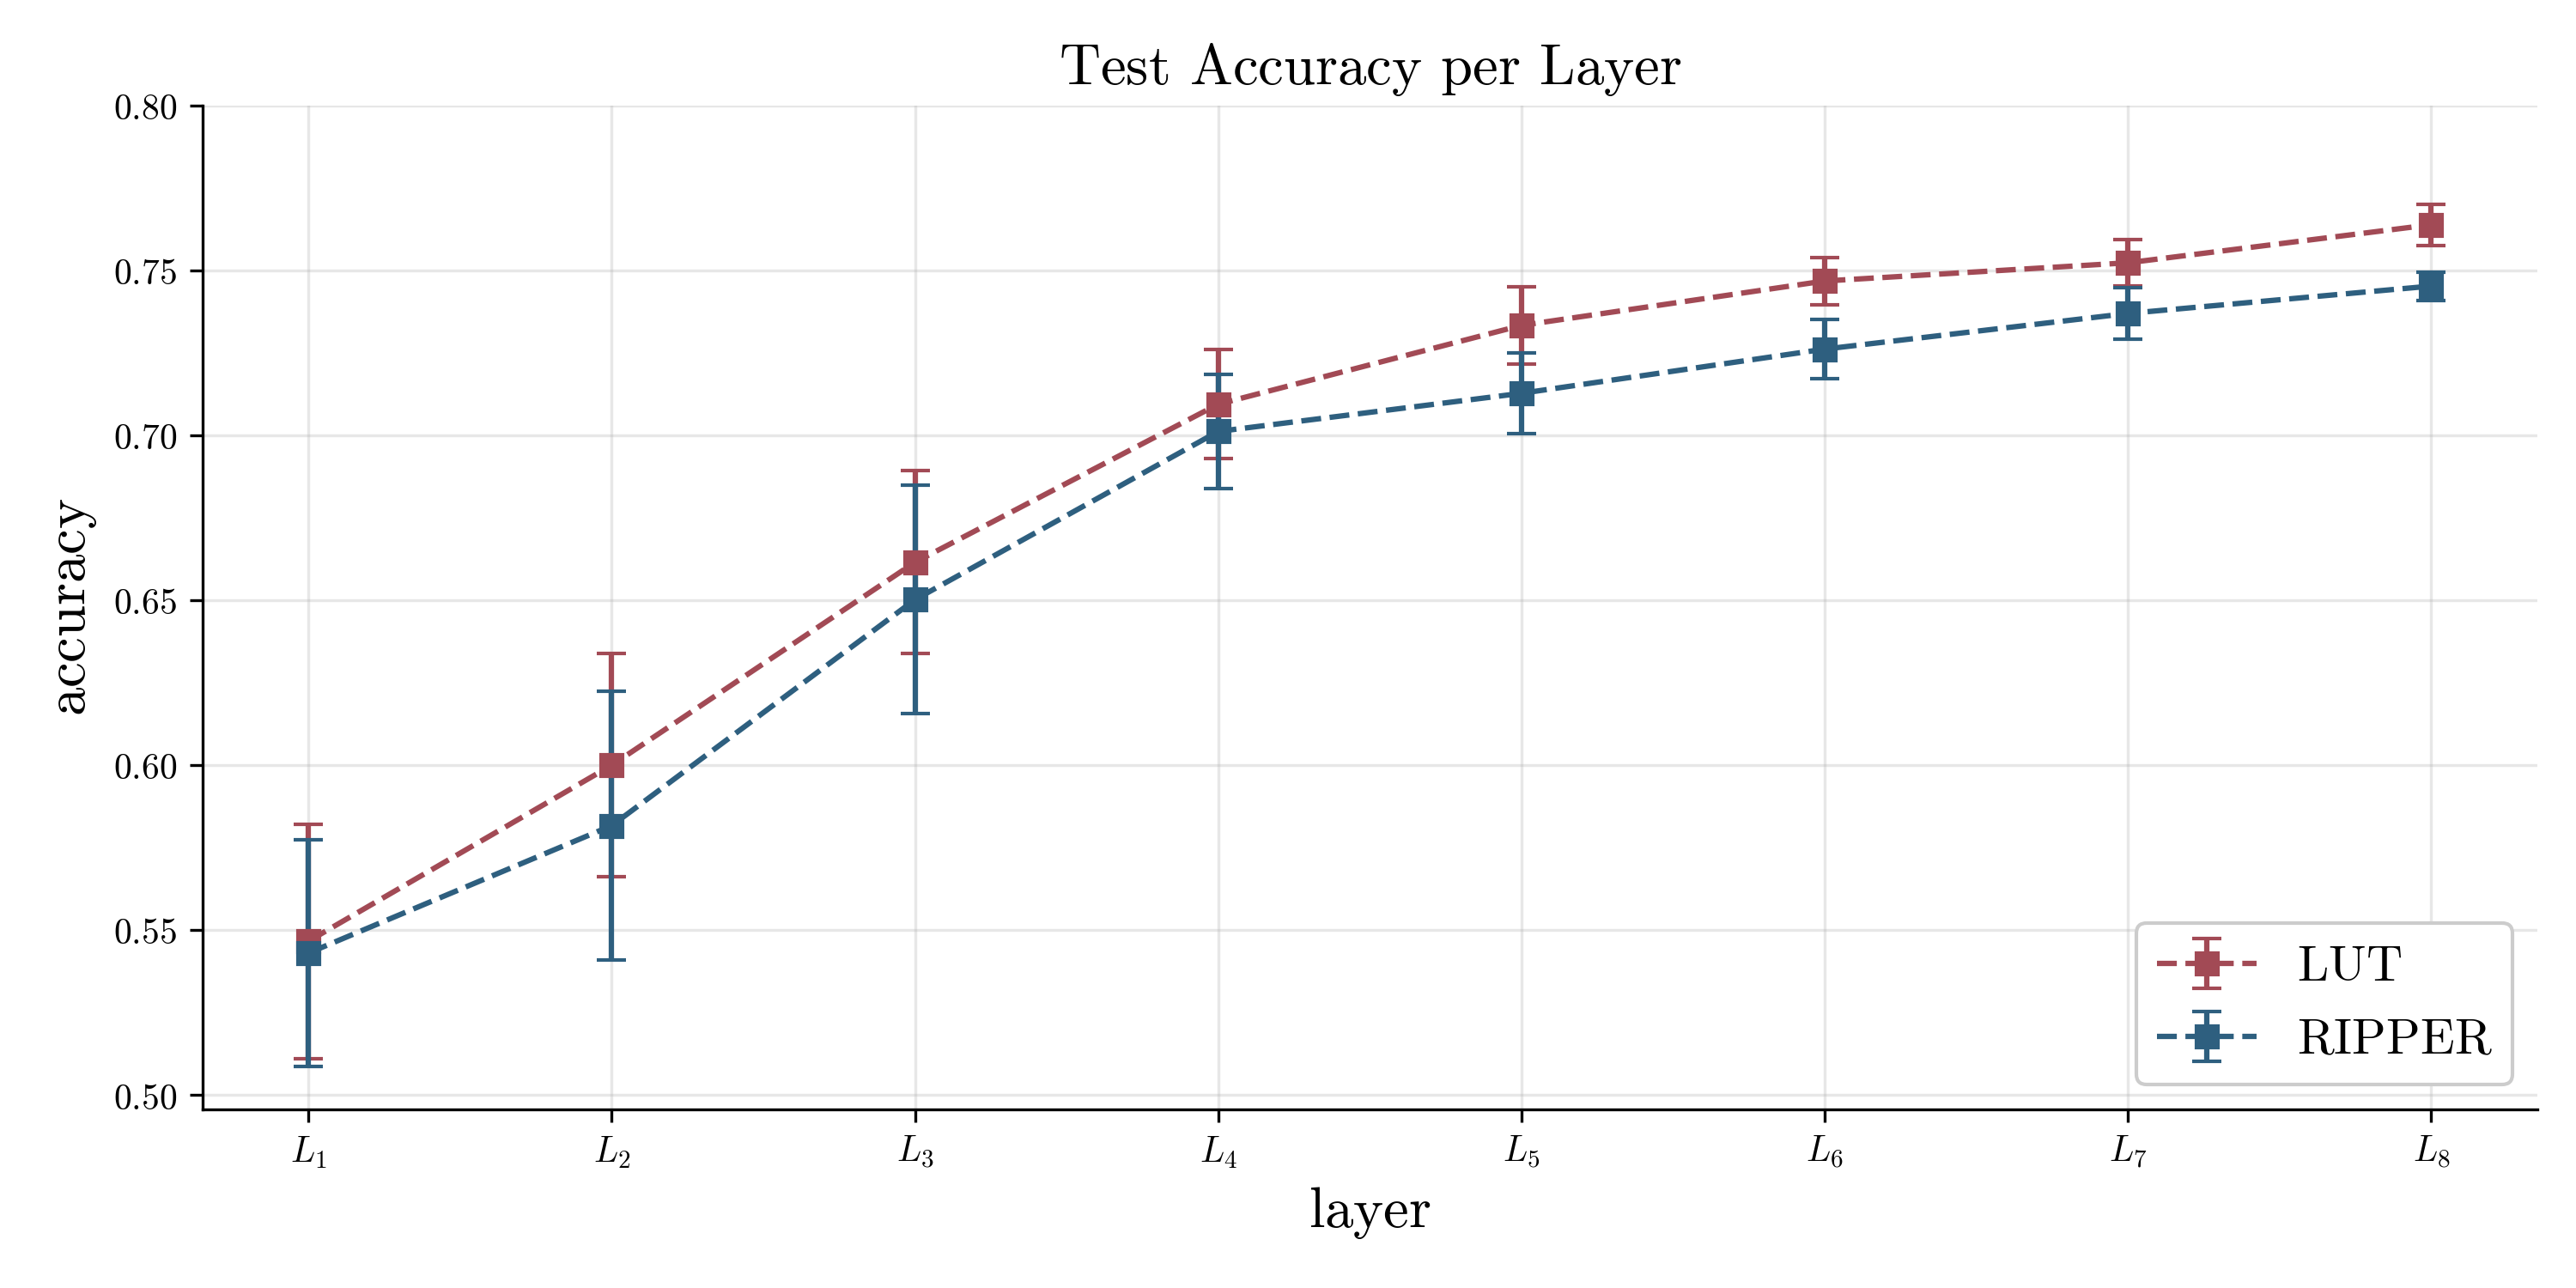 Test Accuracy per Layer
0.80
0.75
0.70
0.65
0.60
0.55
0.50
accuracy
L₁ L₂ L₃ L₄ L₅ L₆ L₇ L₈
layer
LUT
RIPPER